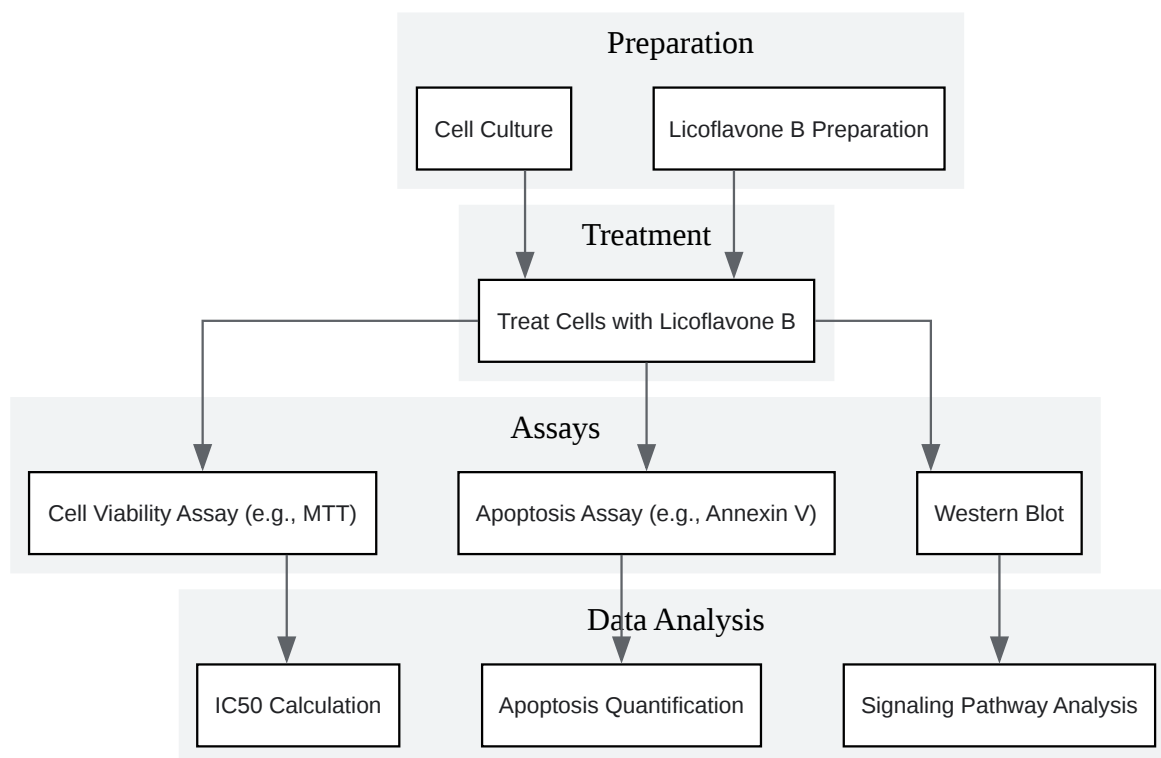 Preparation
Cell Culture
Licoflavone B Preparation
Treatment
Treat Cells with Licoflavone B
Assays
Cell Viability Assay (e.g., MTT)
Apoptosis Assay (e.g., Annexin V)
Western Blot
Data Analysis
IC50 Calculation
Apoptosis Quantification
Signaling Pathway Analysis